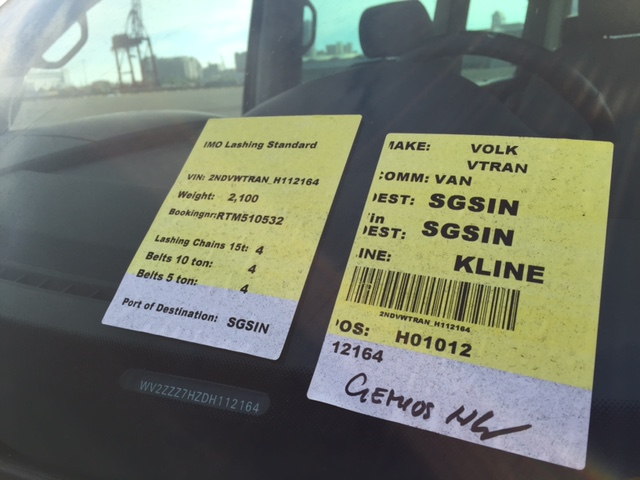 IMO Lashing Standard
VIN: 2NDVWTRAN_H112164
Weight: 2,100
Bookingnr:RTM510532
Lashing Chains 15t: 4
Belts 10 ton: 4
Belts 5 ton: 4
Port of Destination: SGSIN
WV2ZZZ7HZDH112164
MAKE: VOLK
VTRAN
COMM: VAN
DEST: SGSIN
Fin
DEST: SGSIN
LINE: KLINE
2NDVWTRAN_H112164
POS: H01012
12164